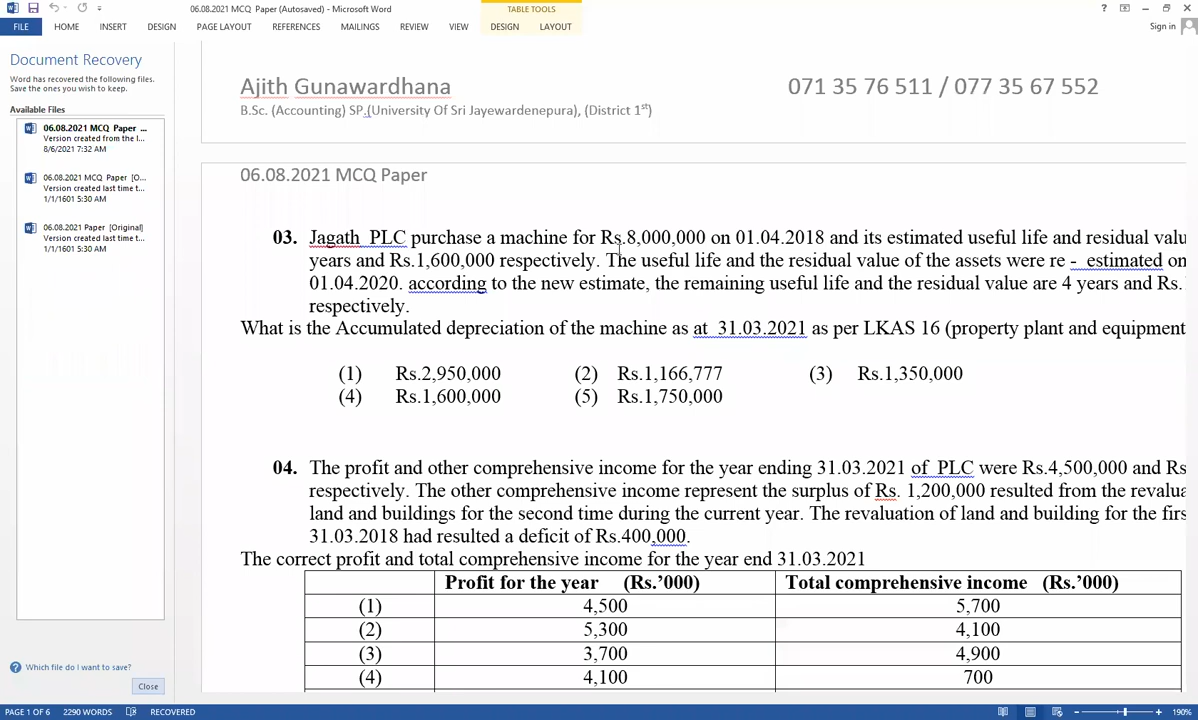 06.08.2021 MCQ Paper (Autosaved) - Microsoft Word
TABLE TOOLS
FILE HOME INSERT DESIGN PAGE LAYOUT REFERENCES MAILINGS REVIEW VIEW DESIGN LAYOUT
Sign in
Document Recovery
Word has recovered the following files.
Save the ones you wish to keep.
Available Files
06.08.2021 MCQ Paper ...
Version created from the l...
8/6/2021 7:32 AM
06.08.2021 MCQ Paper [O...
Version created last time t...
1/1/1601 5:30 AM
06.08.2021 Paper [Original]
Version created last time t...
1/1/1601 5:30 AM
Which file do I want to save?
Close
Ajith Gunawardhana 071 35 76 511 / 077 35 67 552
B.Sc. (Accounting) SP.(University Of Sri Jayewardenepura), (District 1st)
06.08.2021 MCQ Paper
03. Jagath PLC purchase a machine for Rs.8,000,000 on 01.04.2018 and its estimated useful life and residual valu
years and Rs.1,600,000 respectively. The useful life and the residual value of the assets were re - estimated on
01.04.2020. according to the new estimate, the remaining useful life and the residual value are 4 years and Rs.
respectively.
What is the Accumulated depreciation of the machine as at 31.03.2021 as per LKAS 16 (property plant and equipment
(1) Rs.2,950,000 (2) Rs.1,166,777 (3) Rs.1,350,000
(4) Rs.1,600,000 (5) Rs.1,750,000
04. The profit and other comprehensive income for the year ending 31.03.2021 of PLC were Rs.4,500,000 and Rs
respectively. The other comprehensive income represent the surplus of Rs. 1,200,000 resulted from the revalua
land and buildings for the second time during the current year. The revaluation of land and building for the firs
31.03.2018 had resulted a deficit of Rs.400,000.
The correct profit and total comprehensive income for the year end 31.03.2021
Profit for the year (Rs.’000) Total comprehensive income (Rs.’000)
(1) 4,500 5,700
(2) 5,300 4,100
(3) 3,700 4,900
(4) 4,100 700
PAGE 1 OF 6 2290 WORDS RECOVERED 190%